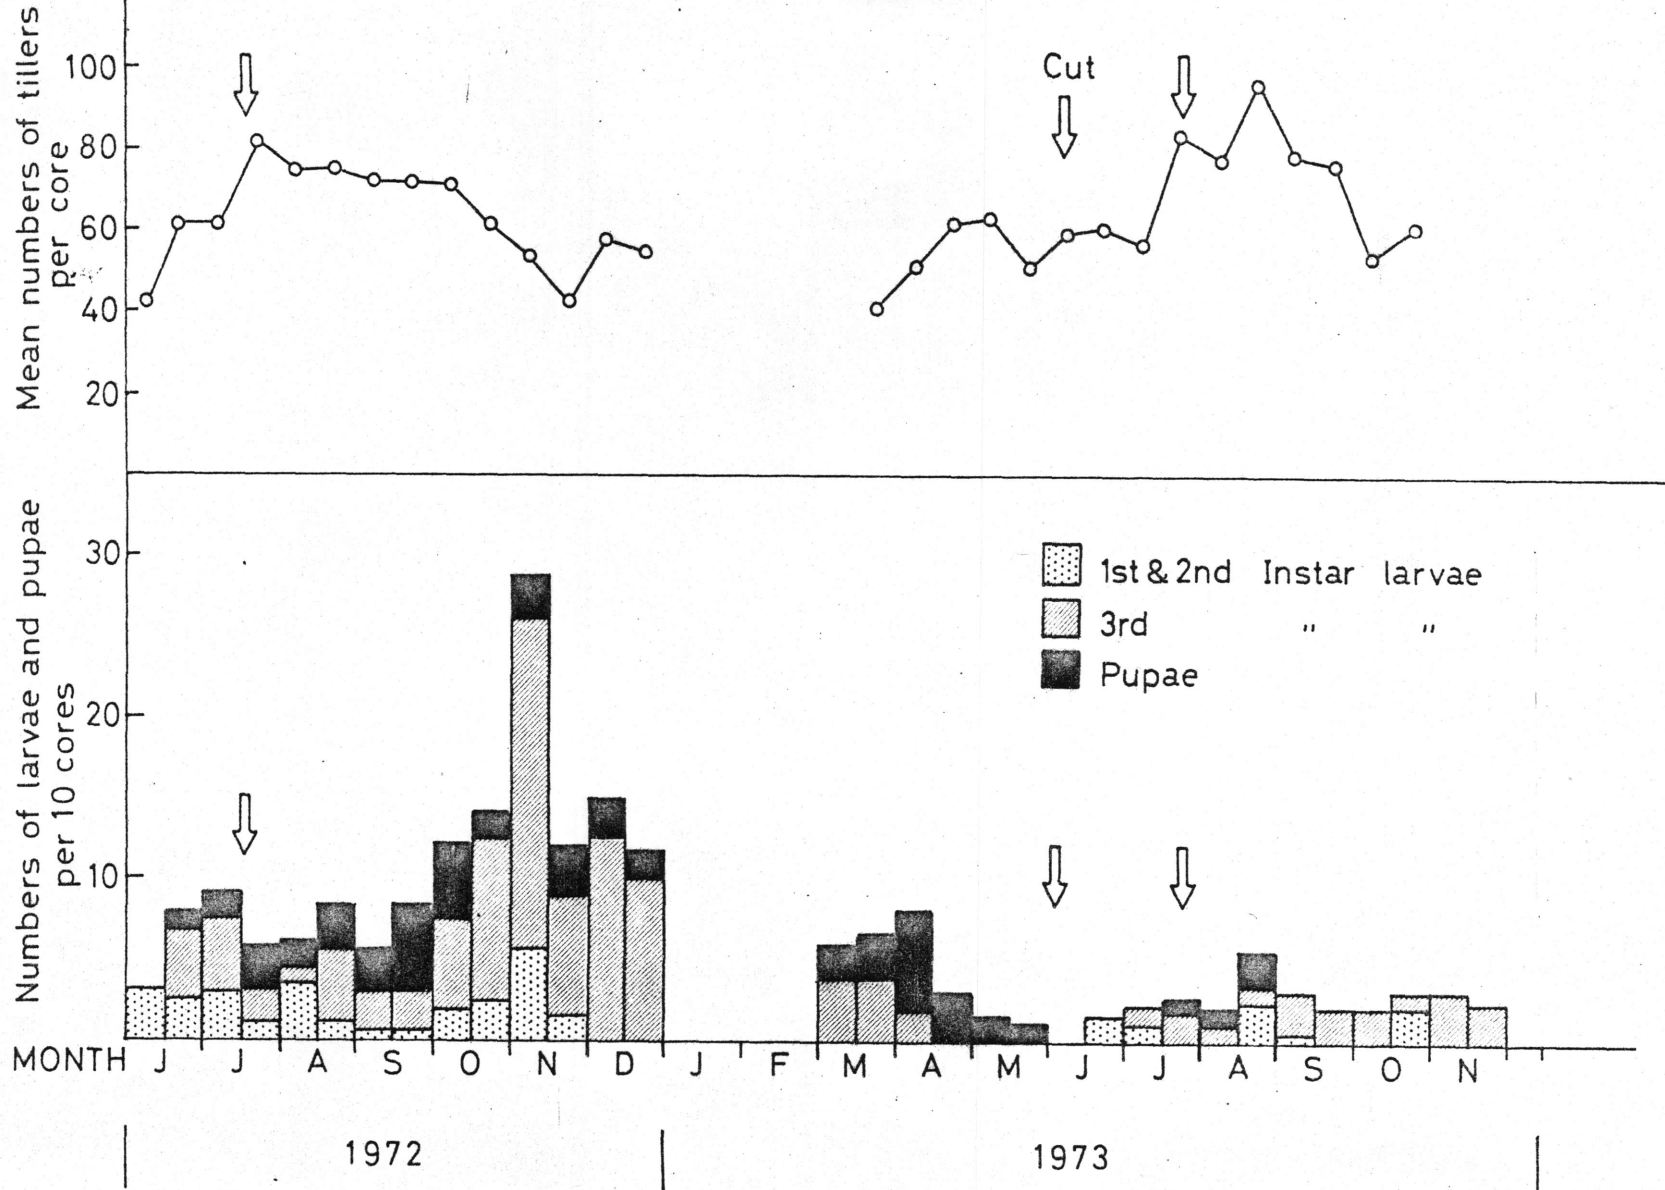 Mean numbers of tillers
per core
100
80
60
40
20
Cut
Numbers of larvae and pupae
per 10 cores
30
20
10
1st & 2nd Instar larvae
3rd " "
Pupae
MONTH J J A S O N D J F M A M J J A S O N
1972 1973